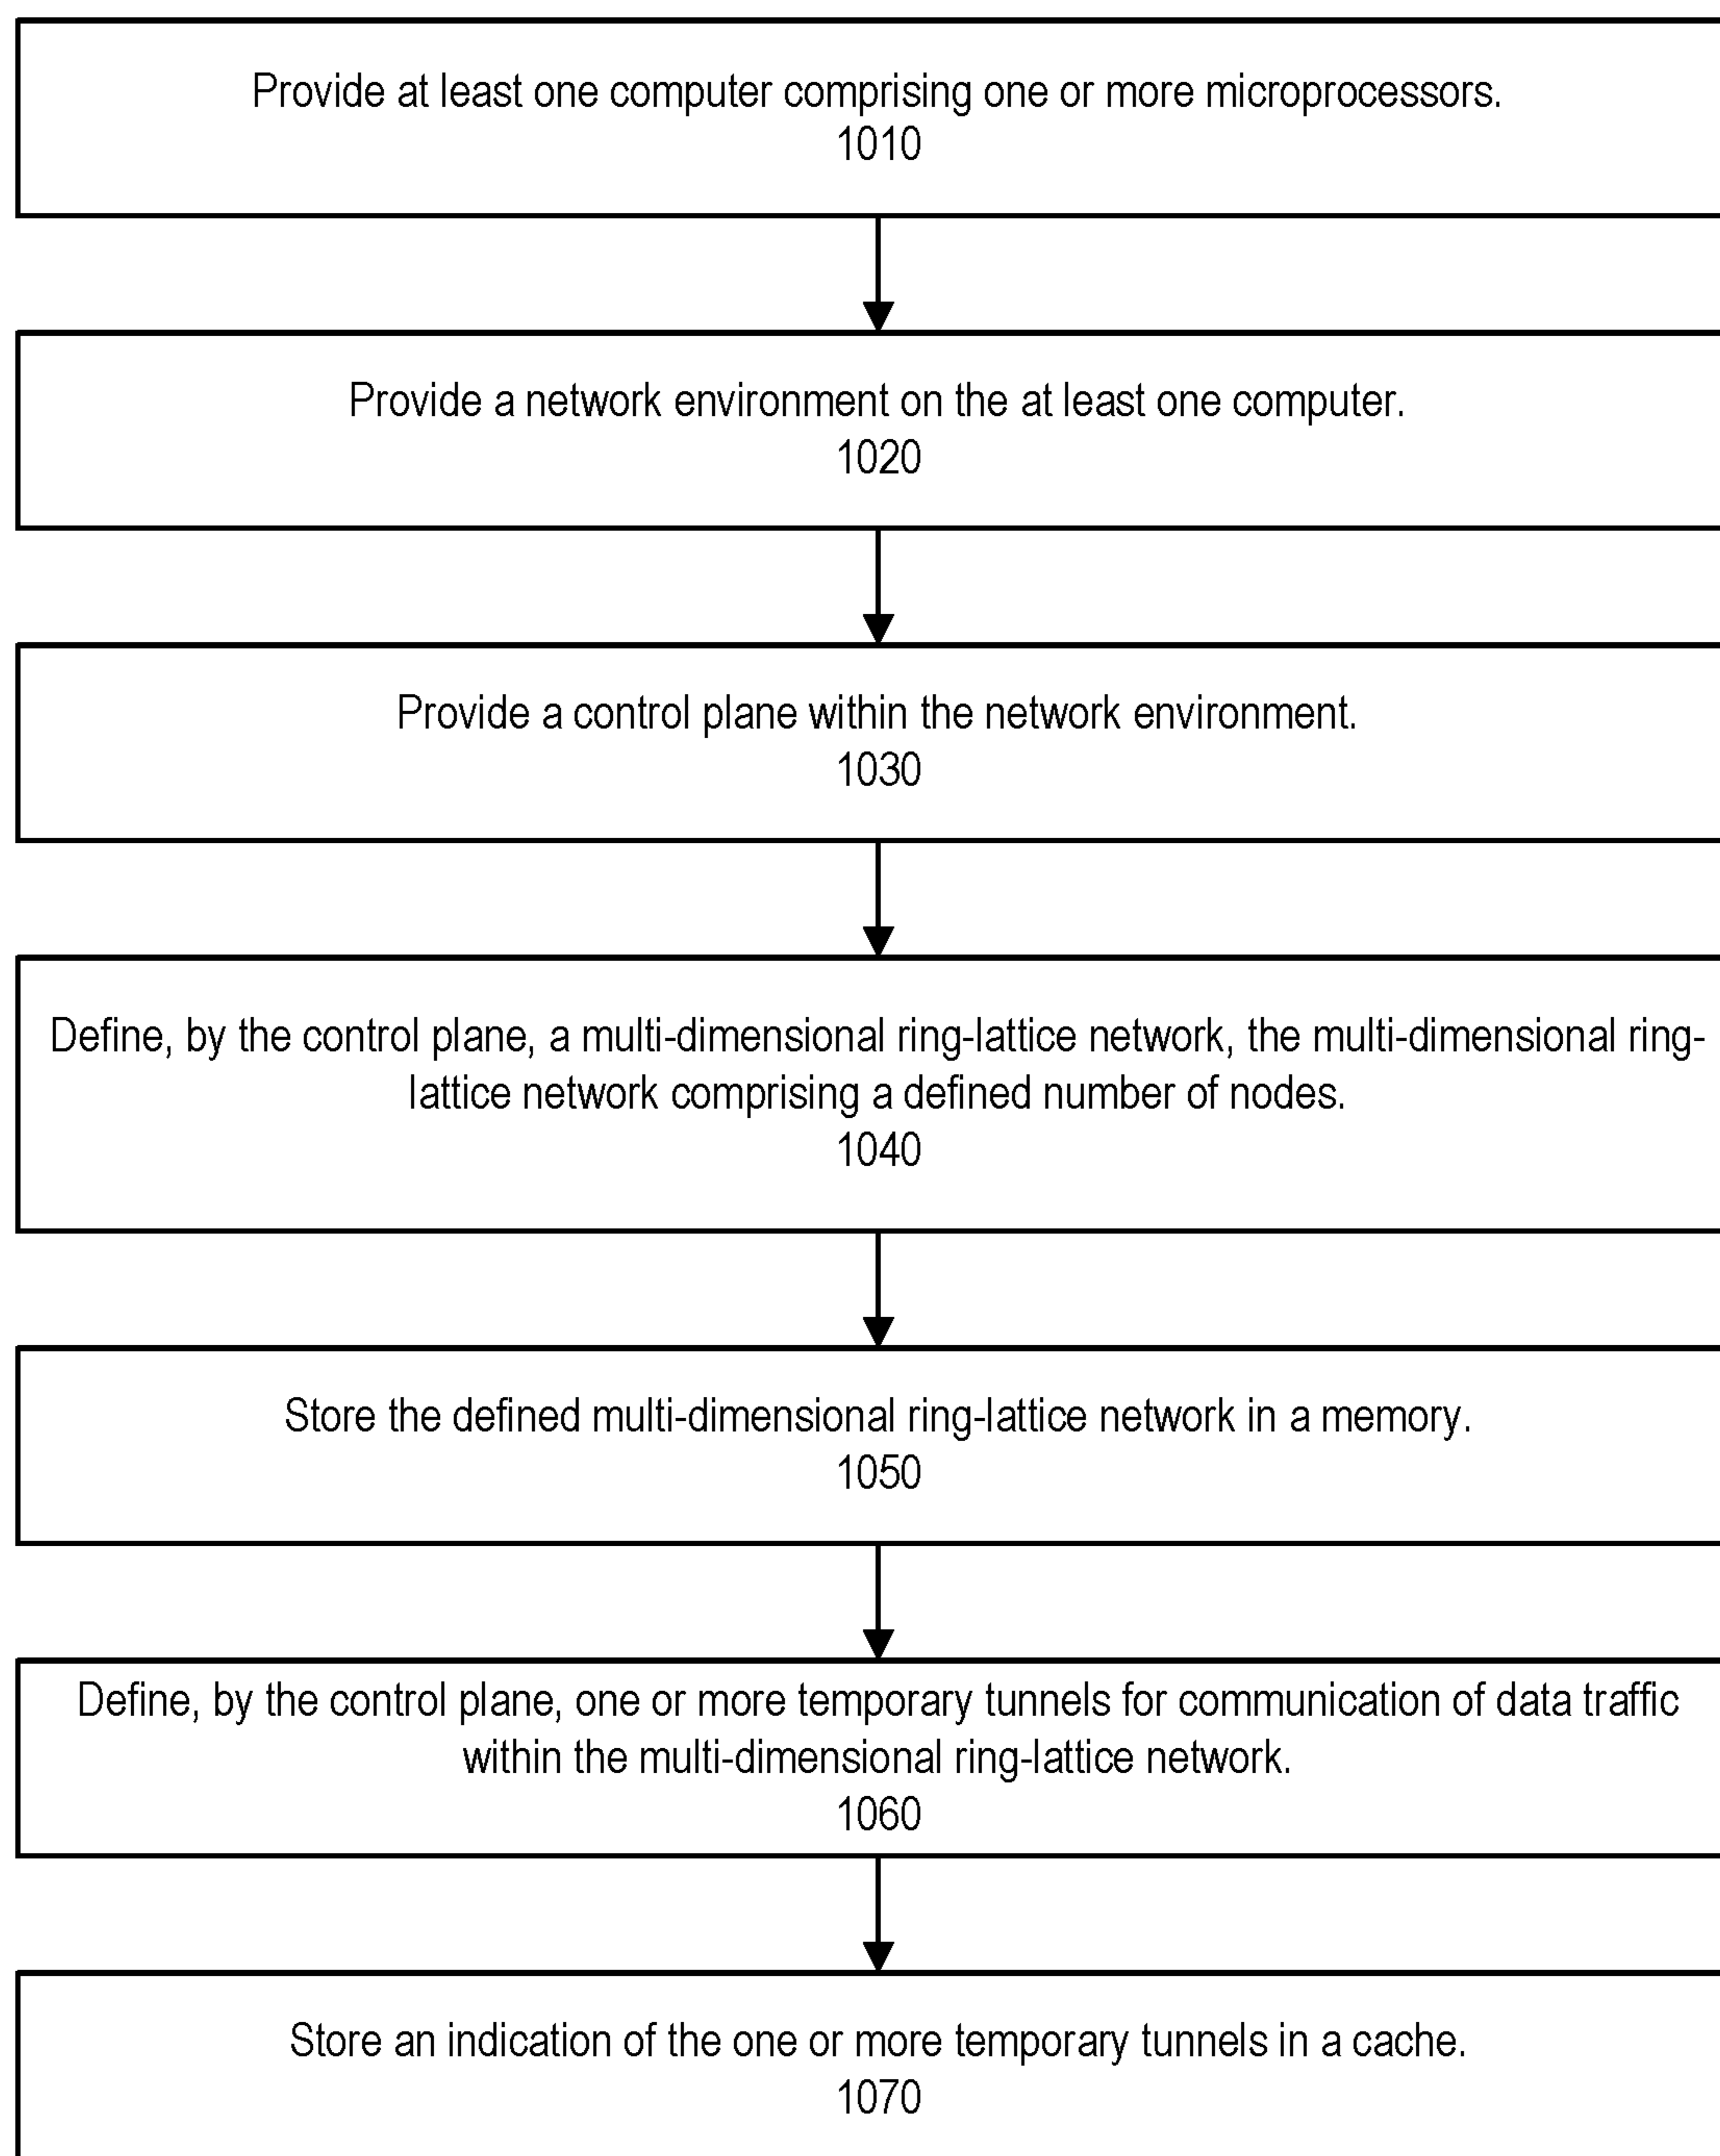 Provide at least one computer comprising one or more microprocessors.
1010
Provide a network environment on the at least one computer.
1020
Provide a control plane within the network environment.
1030
Define, by the control plane, a multi-dimensional ring-lattice network, the multi-dimensional ring-
lattice network comprising a defined number of nodes.
1040
Store the defined multi-dimensional ring-lattice network in a memory.
1050
Define, by the control plane, one or more temporary tunnels for communication of data traffic
within the multi-dimensional ring-lattice network.
1060
Store an indication of the one or more temporary tunnels in a cache.
1070